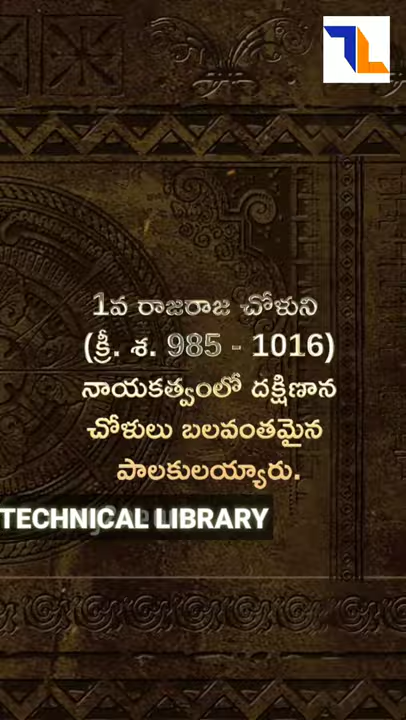 1వ రాజరాజ చోళుని
(క్రీ. శ. 985 - 1016)
నాయకత్వంలో దక్షిణాన
చోళులు బలవంతమైన
పాలకులయ్యారు.
TECHNICAL LIBRARY